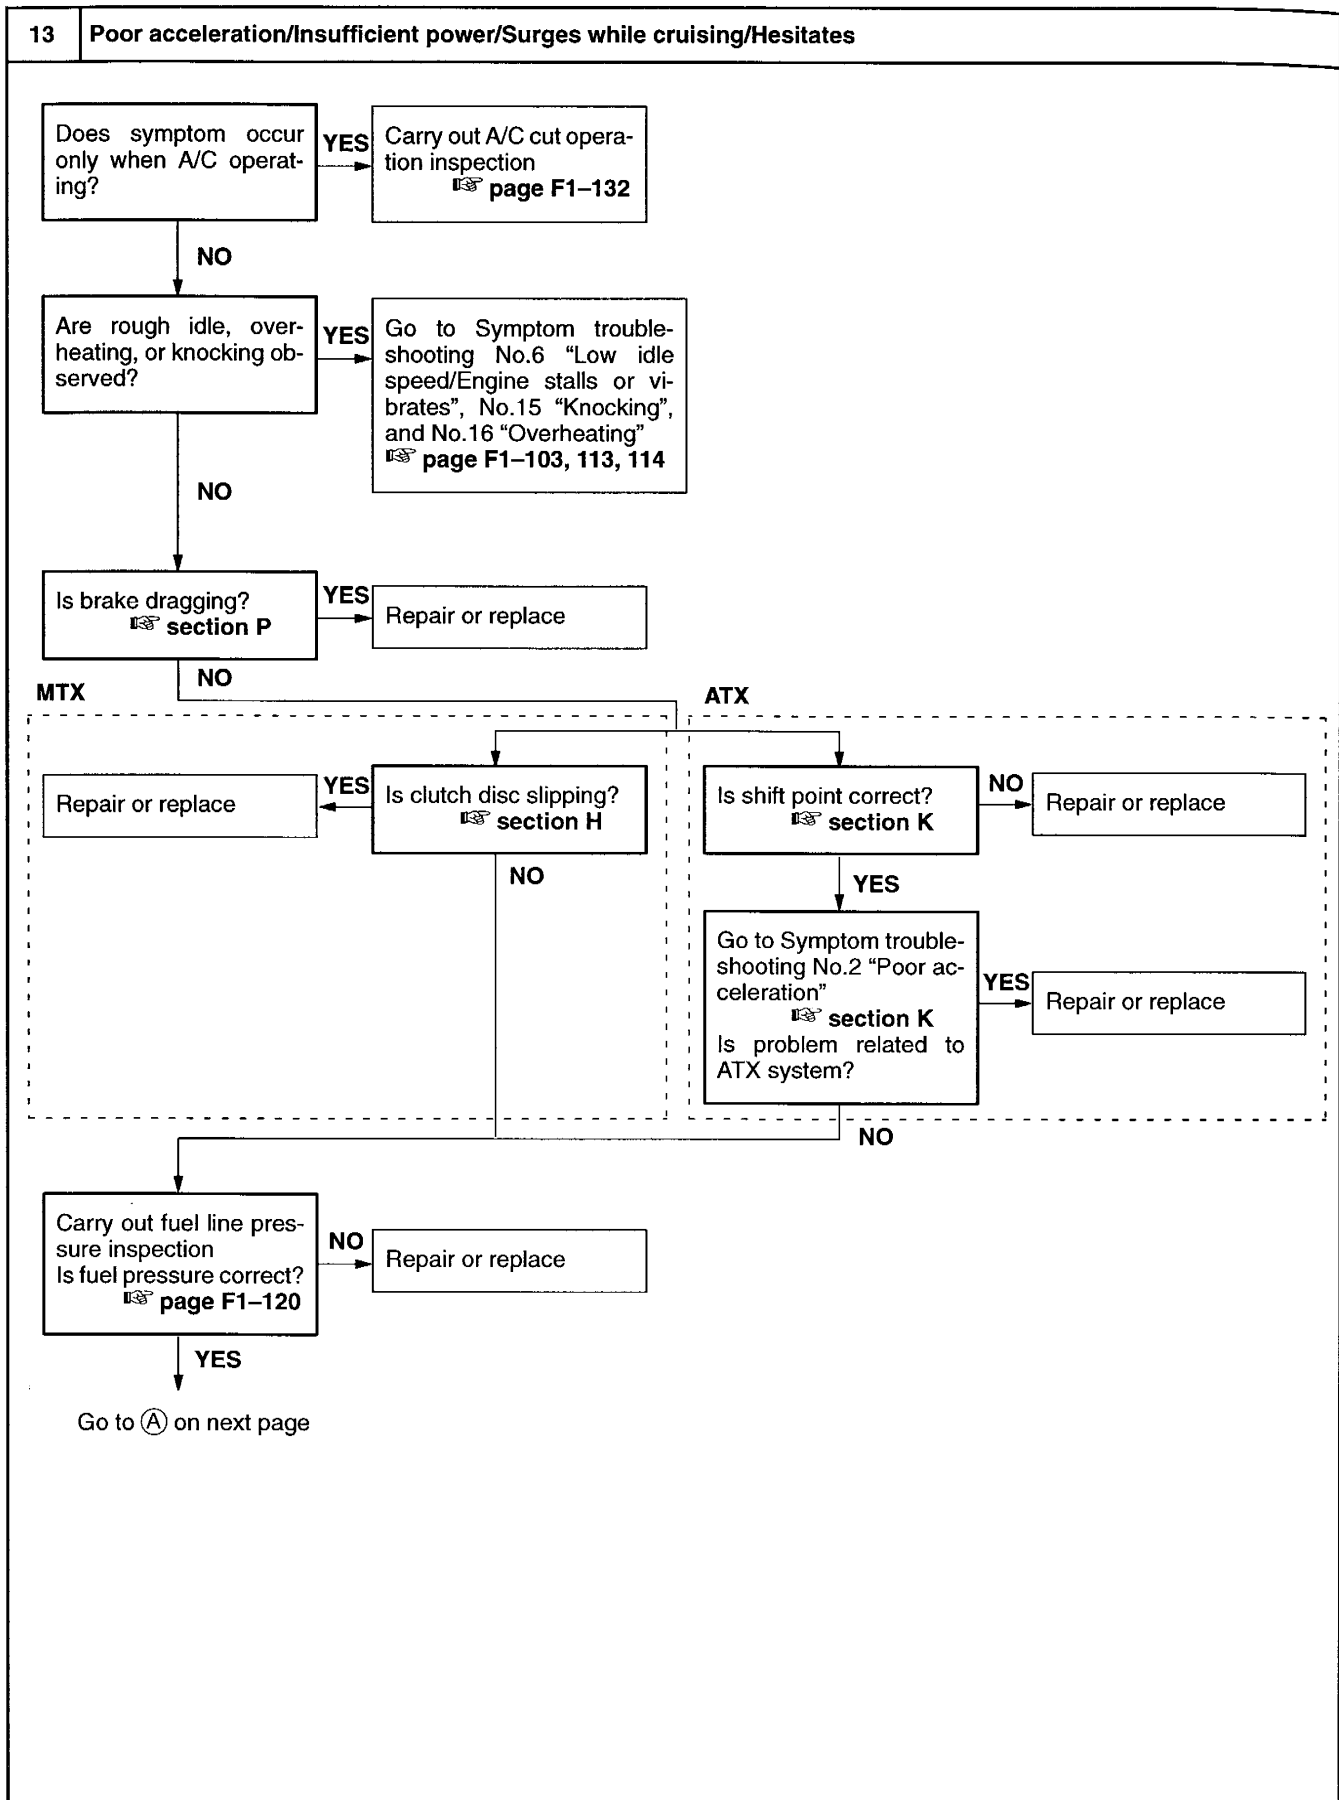 13 Poor acceleration/Insufficient power/Surges while cruising/Hesitates
Does symptom occur
only when A/C operat-
ing?
YES
Carry out A/C cut opera-
tion inspection
☞ page F1–132
NO
Are rough idle, over-
heating, or knocking ob-
served?
YES
Go to Symptom trouble-
shooting No.6 “Low idle
speed/Engine stalls or vi-
brates”, No.15 “Knocking”,
and No.16 “Overheating”
☞ page F1–103, 113, 114
NO
Is brake dragging?
☞ section P
YES
Repair or replace
NO
MTX
ATX
Repair or replace
YES
Is clutch disc slipping?
☞ section H
NO
Is shift point correct?
☞ section K
NO
Repair or replace
YES
Go to Symptom trouble-
shooting No.2 “Poor ac-
celeration”
☞ section K
Is problem related to
ATX system?
YES
Repair or replace
NO
Carry out fuel line pres-
sure inspection
Is fuel pressure correct?
☞ page F1–120
NO
Repair or replace
YES
Go to Ⓐ on next page